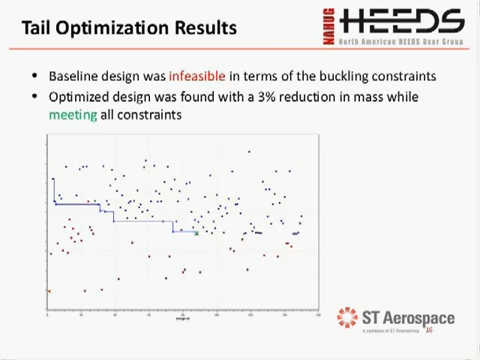 Tail Optimization Results
NAHUG
HEEDS
North American HEEDS User Group
• Baseline design was infeasible in terms of the buckling constraints
• Optimized design was found with a 3% reduction in mass while
meeting all constraints
ST Aerospace
A company of ST Engineering
16